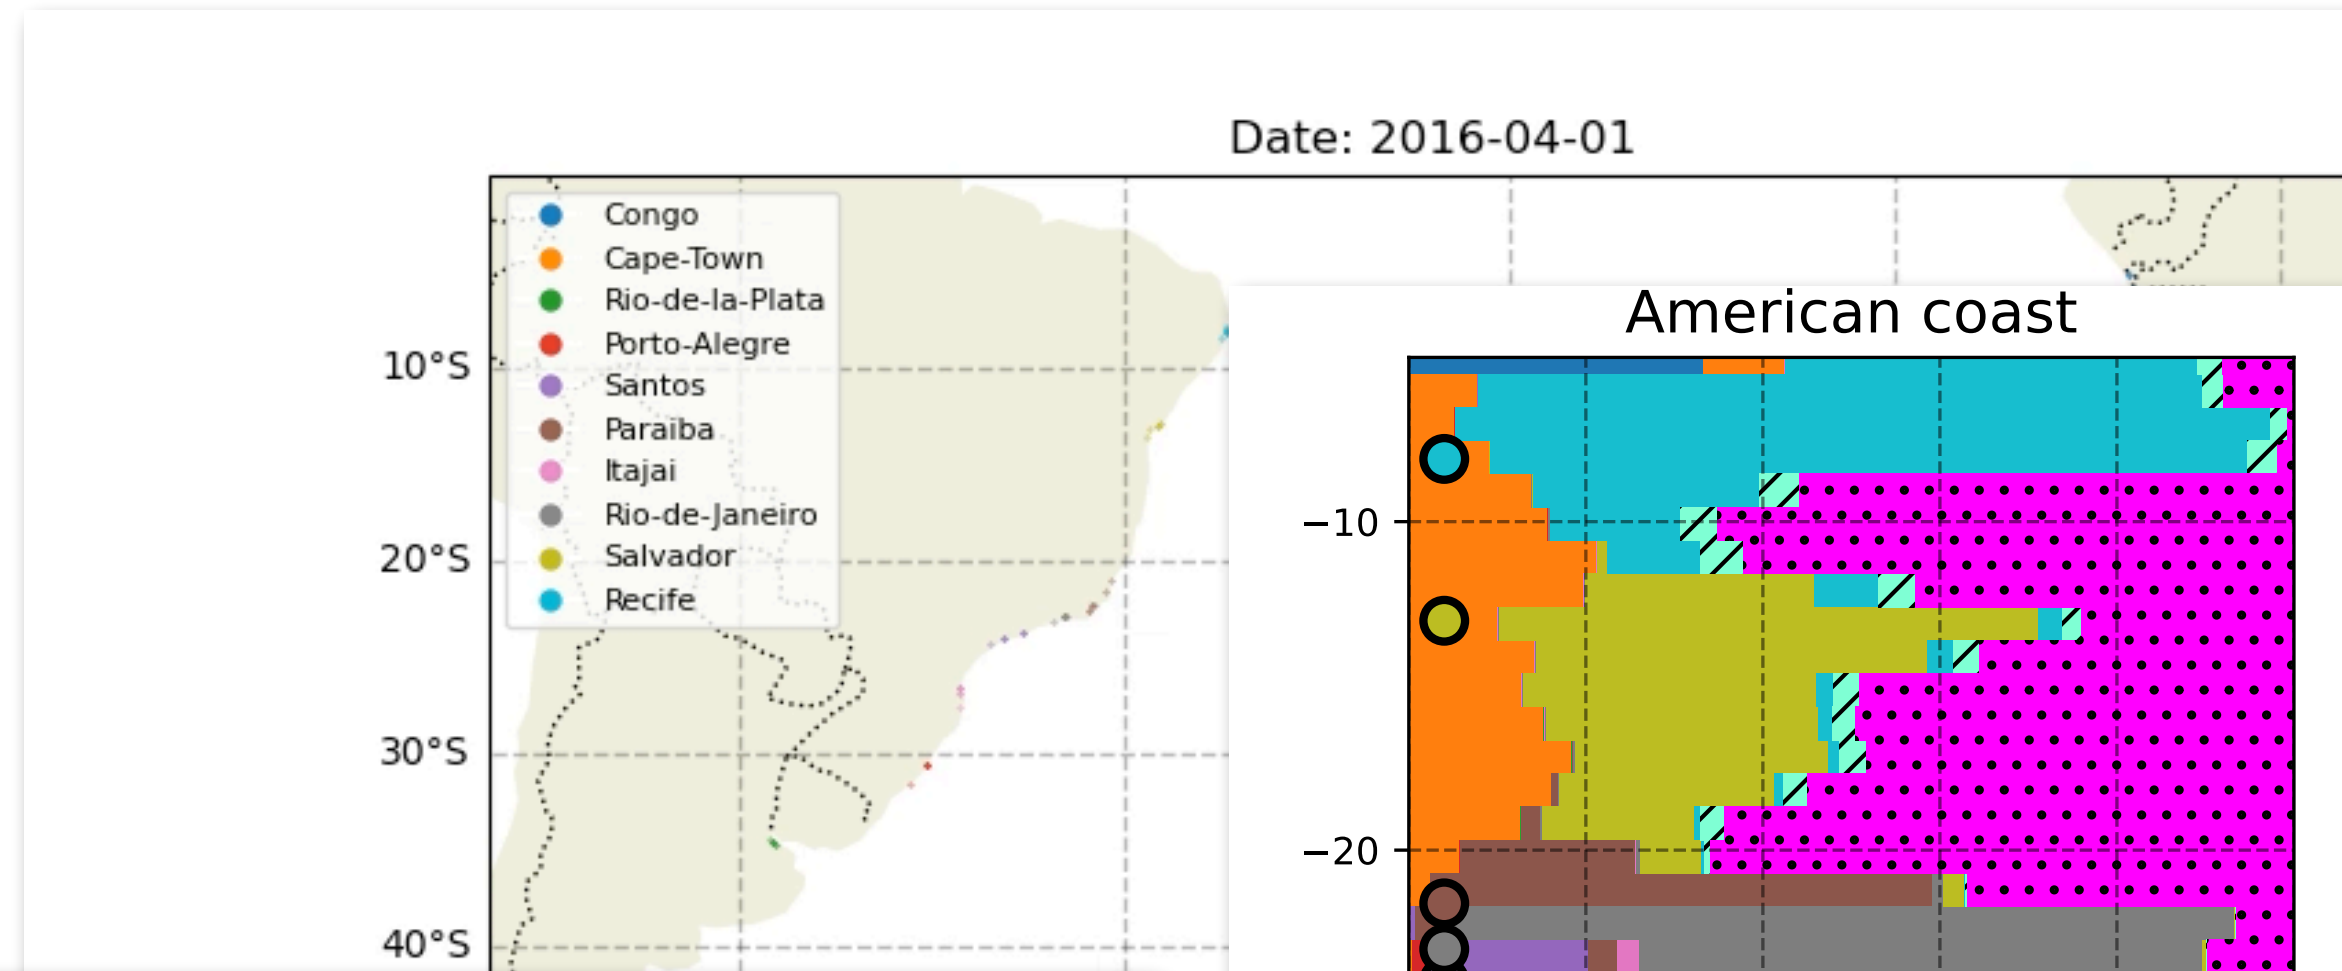 Date: 2016-04-01
Congo
Cape-Town
Rio-de-la-Plata
Porto-Alegre
Santos
Paraiba
Itajai
Rio-de-Janeiro
Salvador
Recife
10°S
20°S
30°S
40°S
American coast
−10
−20